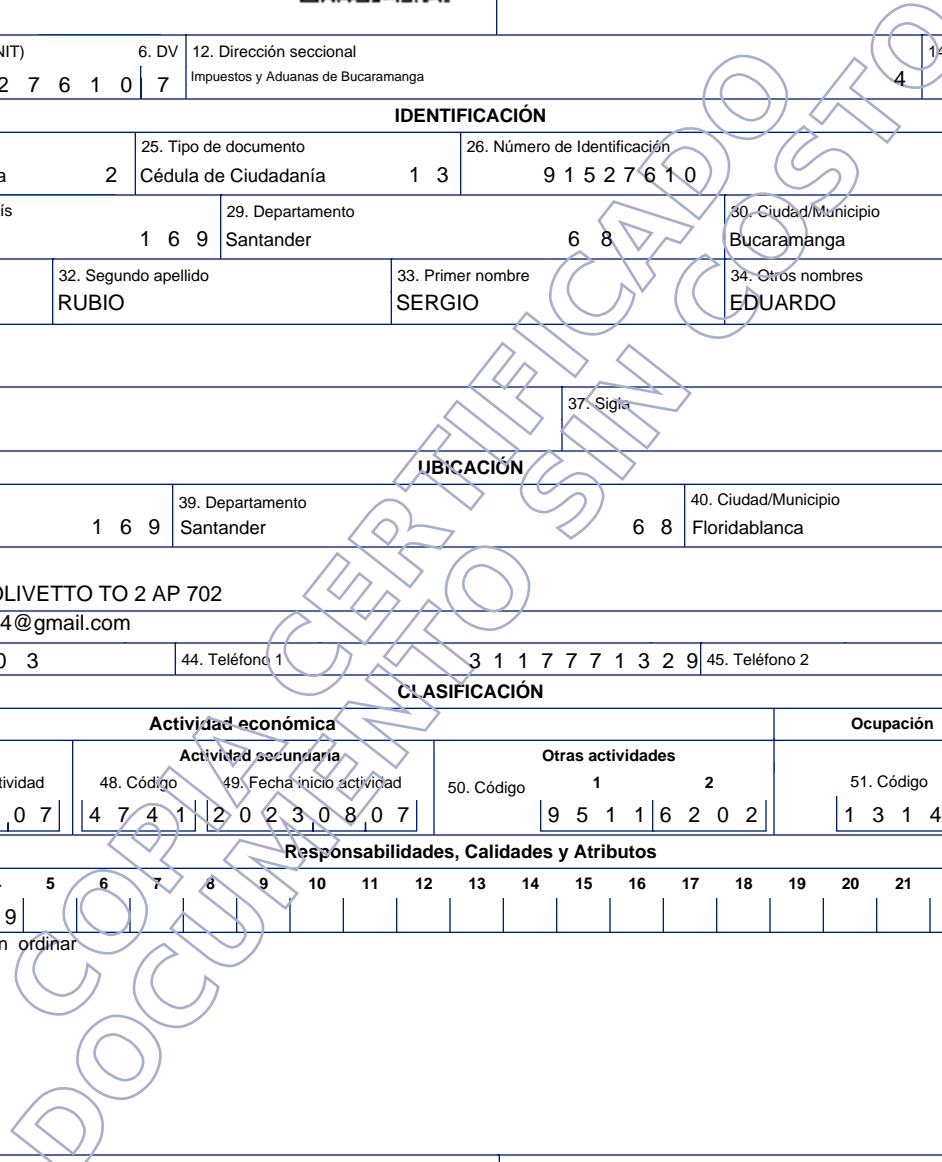 NIT) 6. DV 12. Dirección seccional 14
2 7 6 1 0 7 Impuestos y Aduanas de Bucaramanga 4
IDENTIFICACIÓN
25. Tipo de documento 26. Número de Identificación
a 2 Cédula de Ciudadanía 1 3 9 1 5 2 7 6 1 0
ís 29. Departamento 30. Ciudad/Municipio
1 6 9 Santander 6 8 Bucaramanga
32. Segundo apellido 33. Primer nombre 34. Otros nombres
RUBIO SERGIO EDUARDO
37. Sigla
UBICACIÓN
39. Departamento 40. Ciudad/Municipio
1 6 9 Santander 6 8 Floridablanca
OLIVETTO TO 2 AP 702
4@gmail.com
0 3 44. Teléfono 1 3 1 1 7 7 7 1 3 2 9 45. Teléfono 2
CLASIFICACIÓN
Actividad económica Ocupación
Actividad secundaria Otras actividades
tividad 48. Código 49. Fecha inicio actividad 50. Código 1 2 51. Código
0 7 4 7 4 1 2 0 2 3 0 8 0 7 9 5 1 1 6 2 0 2 1 3 1 4
Responsabilidades, Calidades y Atributos
5 6 7 8 9 10 11 12 13 14 15 16 17 18 19 20 21
9
n ordinar
COPIA CERTIFICADO
DOCUMENTO SIN COSTO